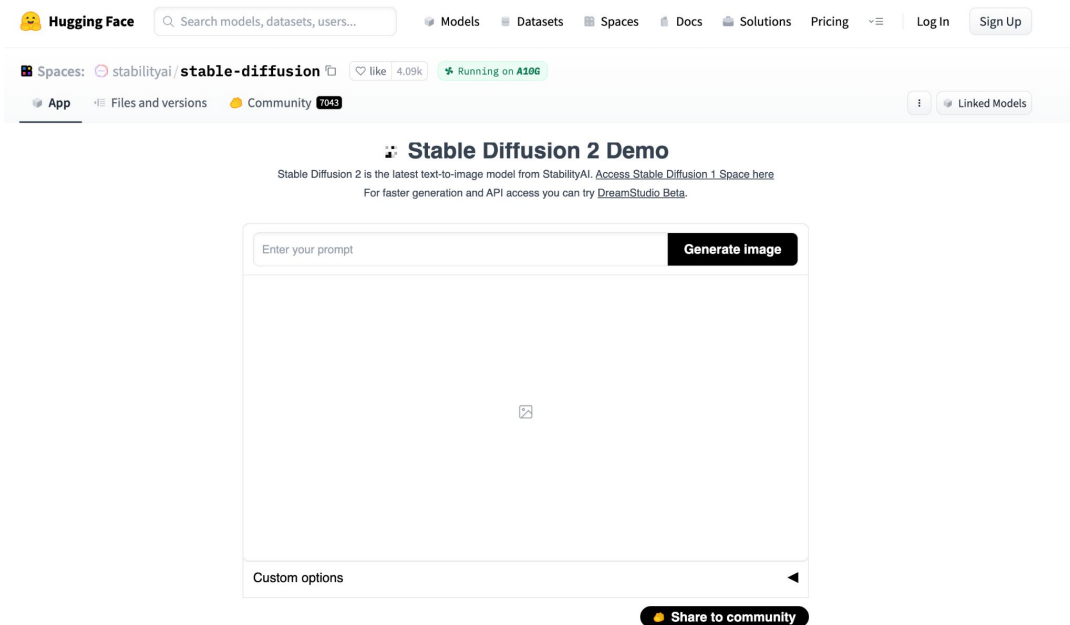 Hugging Face
Search models, datasets, users...
Models
Datasets
Spaces
Docs
Solutions
Pricing
Log In
Sign Up
Spaces:
stabilityai/stable-diffusion
like 4.09k
Running on A10G
App
Files and versions
Community 7043
Linked Models
Stable Diffusion 2 Demo
Stable Diffusion 2 is the latest text-to-image model from StabilityAI. Access Stable Diffusion 1 Space here
For faster generation and API access you can try DreamStudio Beta.
Enter your prompt
Generate image
Custom options
Share to community